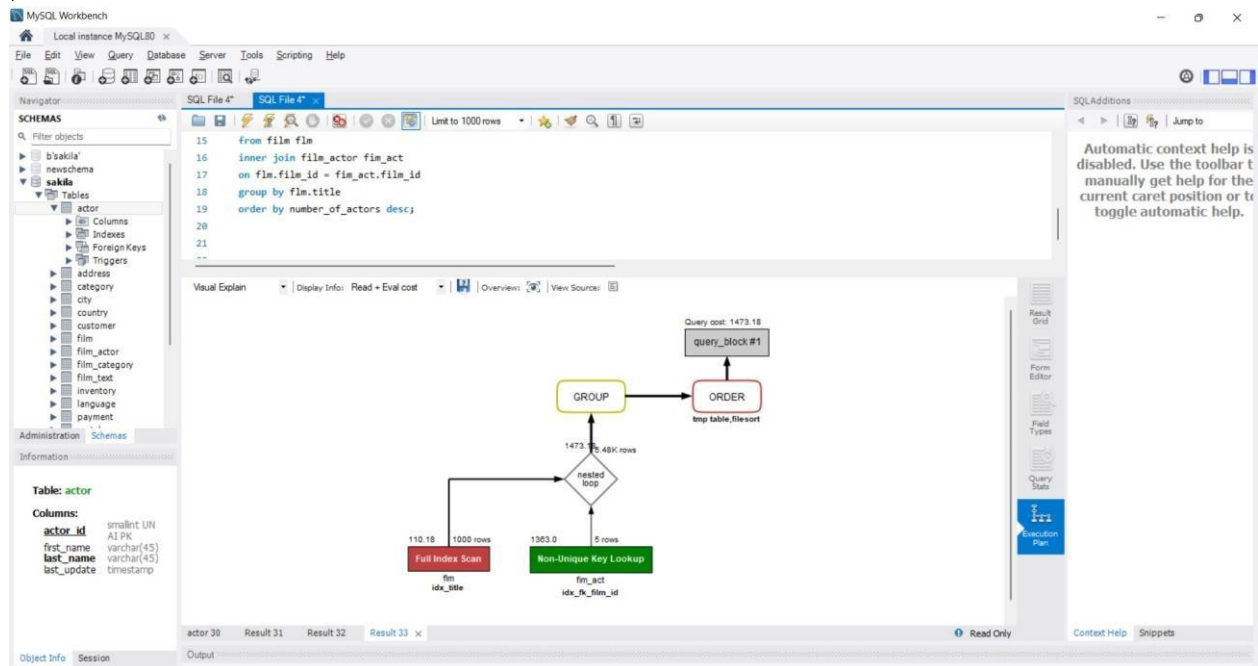 MySQL Workbench
Local instance MySQL80
File Edit View Query Database Server Tools Scripting Help
Navigator
SCHEMAS
Filter objects
b'sakila'
newschema
sakila
Tables
actor
Columns
Indexes
Foreign Keys
Triggers
address
category
city
country
customer
film
film_actor
film_category
film_text
inventory
language
payment
Administration Schemas
Information
Table: actor
Columns:
actor_id smallint UN AI PK
first_name varchar(45)
last_name varchar(45)
last_update timestamp
Object Info Session
SQL File 4* SQL File 4*
Limit to 1000 rows
15 from film flm
16 inner join film_actor fim_act
17 on flm.film_id = fim_act.film_id
18 group by flm.title
19 order by number_of_actors desc;
20
21
Visual Explain Display Info: Read + Eval cost Overview: View Source:
Query cost: 1473.18
query_block #1
GROUP
ORDER
tmp table,filesort
5.48K rows
nested
loop
110.18 1000 rows
Full Index Scan
flm
idx_title
1363.0 5 rows
Non-Unique Key Lookup
fim_act
idx_fk_film_id
Result
Grid
Form
Editor
Field
Types
Query
Stats
Execution
Plan
actor 30 Result 31 Result 32 Result 33 Read Only
Output
SQLAdditions
Jump to
Automatic context help is
disabled. Use the toolbar t
manually get help for the
current caret position or to
toggle automatic help.
Context Help Snippets